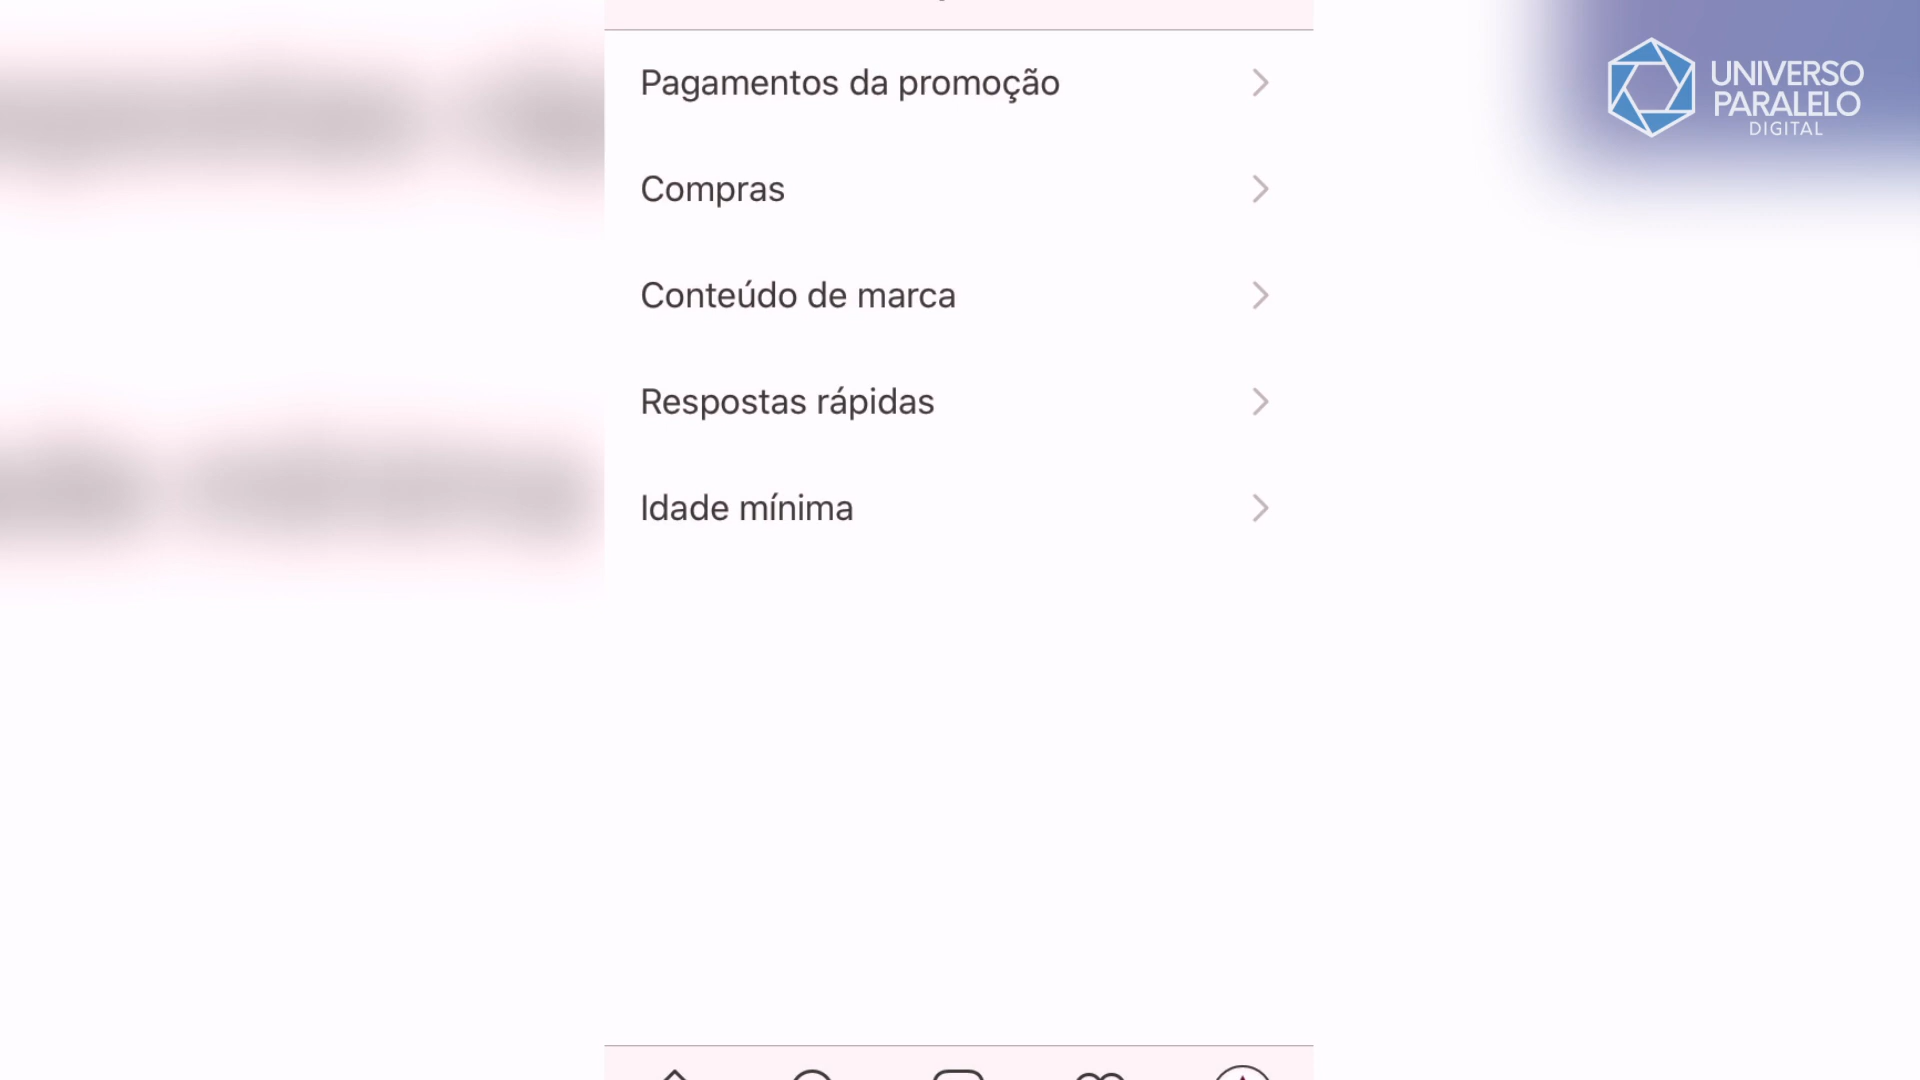 Pagamentos da promoção
Compras
Conteúdo de marca
Respostas rápidas
Idade mínima
UNIVERSO
PARALELO
DIGITAL